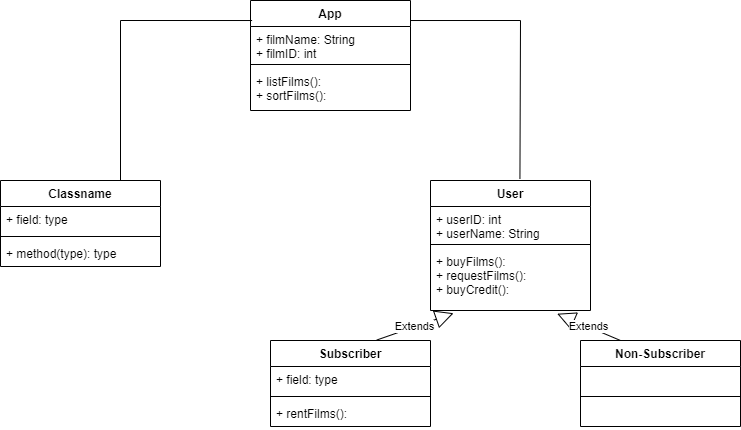 App
+ filmName: String
+ filmID: int
+ listFilms():
+ sortFilms():
Classname
+ field: type
+ method(type): type
User
+ userID: int
+ userName: String
+ buyFilms():
+ requestFilms():
+ buyCredit():
Extends
Extends
Subscriber
+ field: type
+ rentFilms():
Non-Subscriber